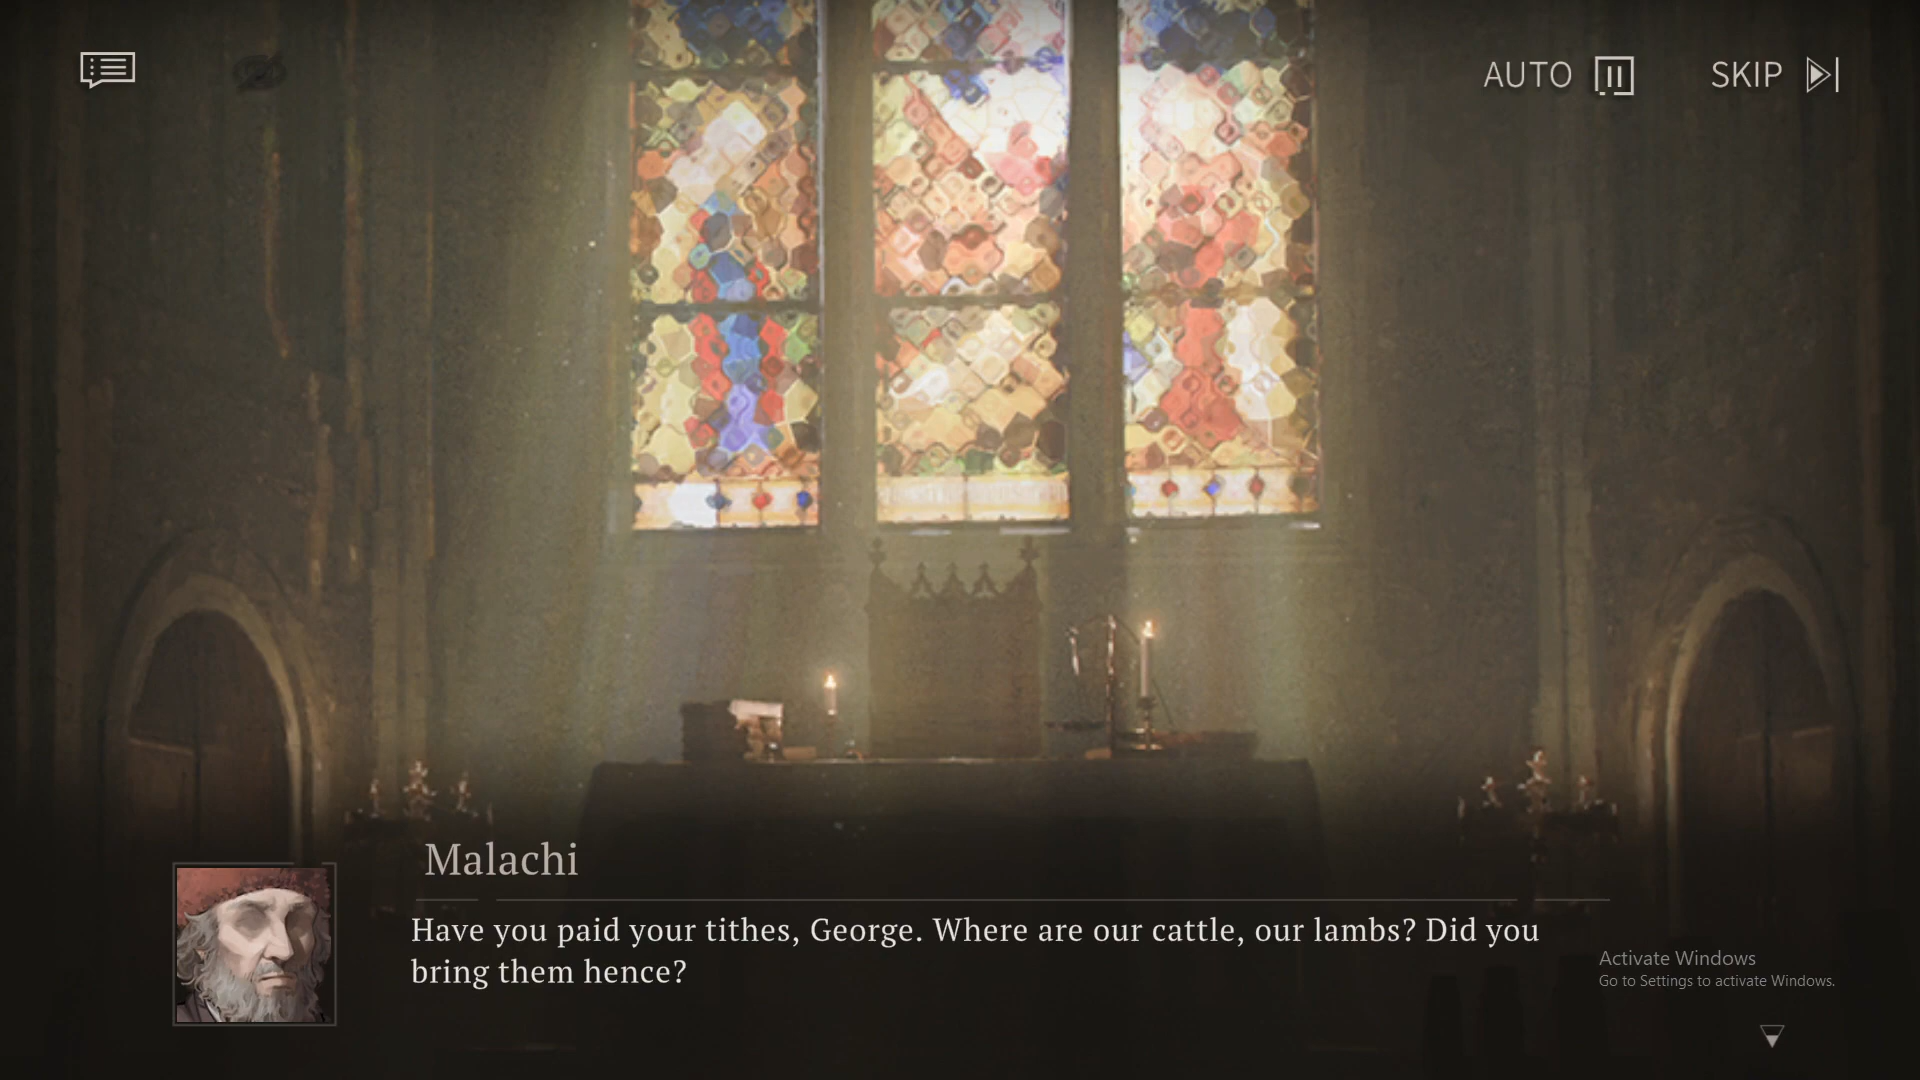 AUTO
SKIP
Malachi
Have you paid your tithes, George. Where are our cattle, our lambs? Did you
bring them hence?
Activate Windows
Go to Settings to activate Windows.